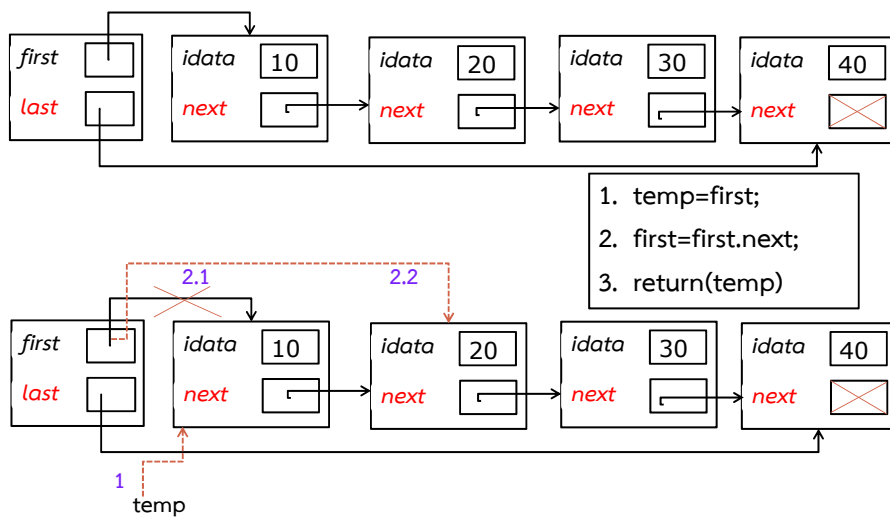 first idata 10 idata 20 idata 30 idata 40
last next next next next
1. temp=first;
2. first=first.next;
3. return(temp)
2.1 2.2
first idata 10 idata 20 idata 30 idata 40
last next next next next
1
temp